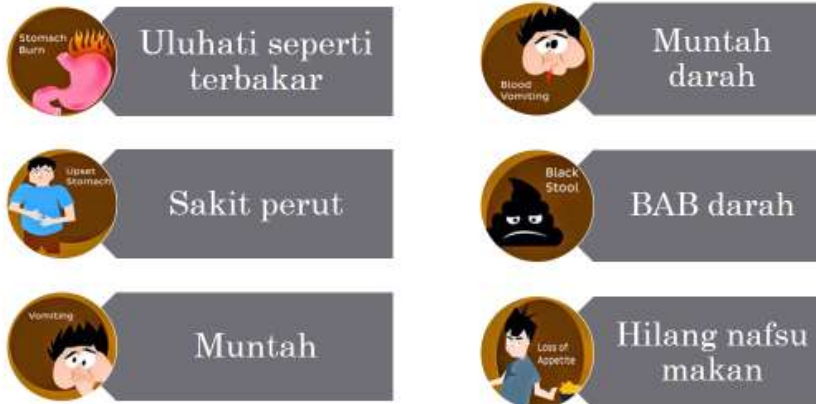 Stomach
Burn
Uluhati seperti
terbakar
Upset
Stomach
Sakit perut
Vomiting
Muntah
Blood
Vomiting
Muntah
darah
Black
Stool
BAB darah
Loss of
Appetite
Hilang nafsu
makan